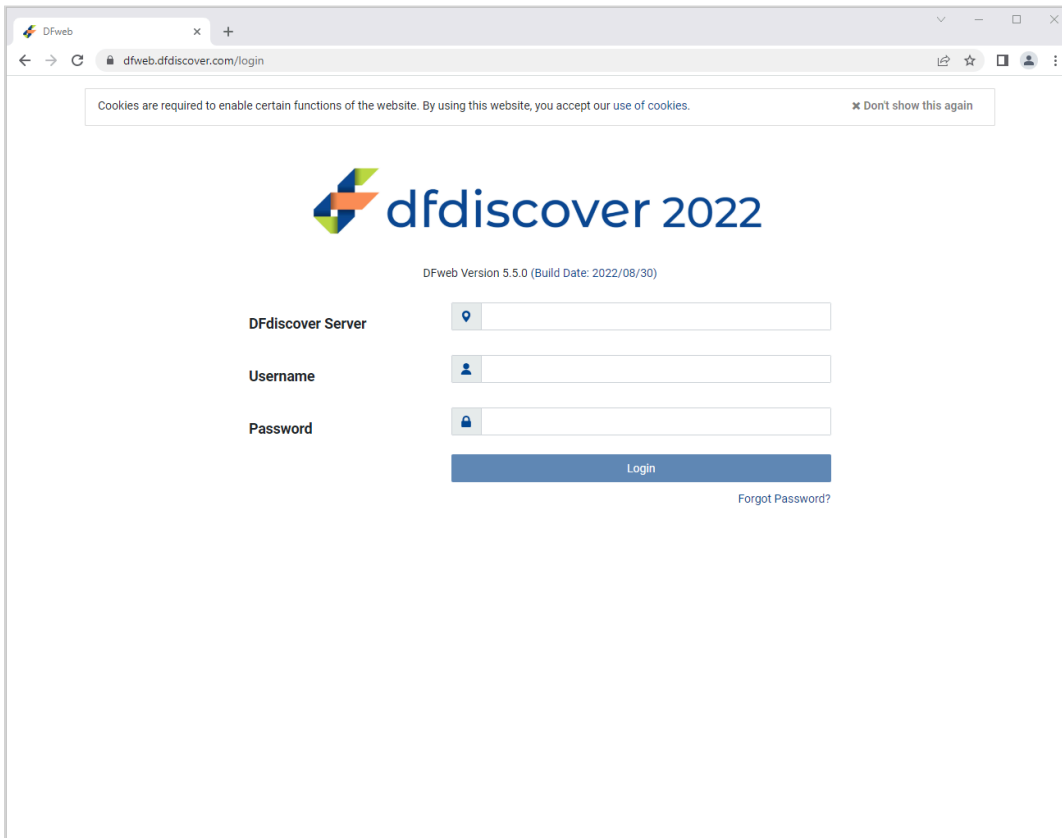 DFweb
dfweb.dfdiscover.com/login
Cookies are required to enable certain functions of the website. By using this website, you accept our use of cookies.
✖ Don't show this again
dfdiscover 2022
DFweb Version 5.5.0 (Build Date: 2022/08/30)
DFdiscover Server
Username
Password
Login
Forgot Password?